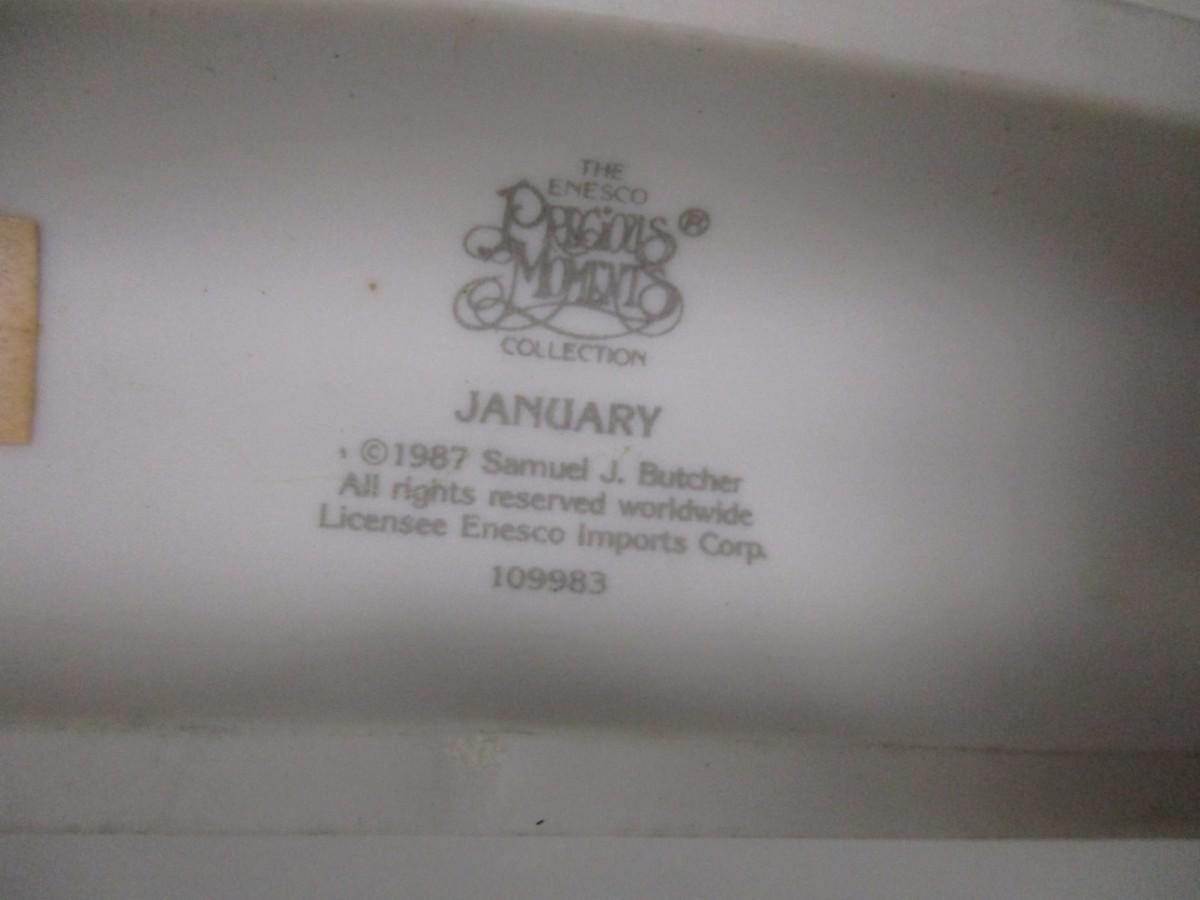 THE
ENESCO
PRECIOUS ®
MOMENTS
COLLECTION
JANUARY
©1987 Samuel J. Butcher
All rights reserved worldwide
Licensee Enesco Imports Corp.
109983